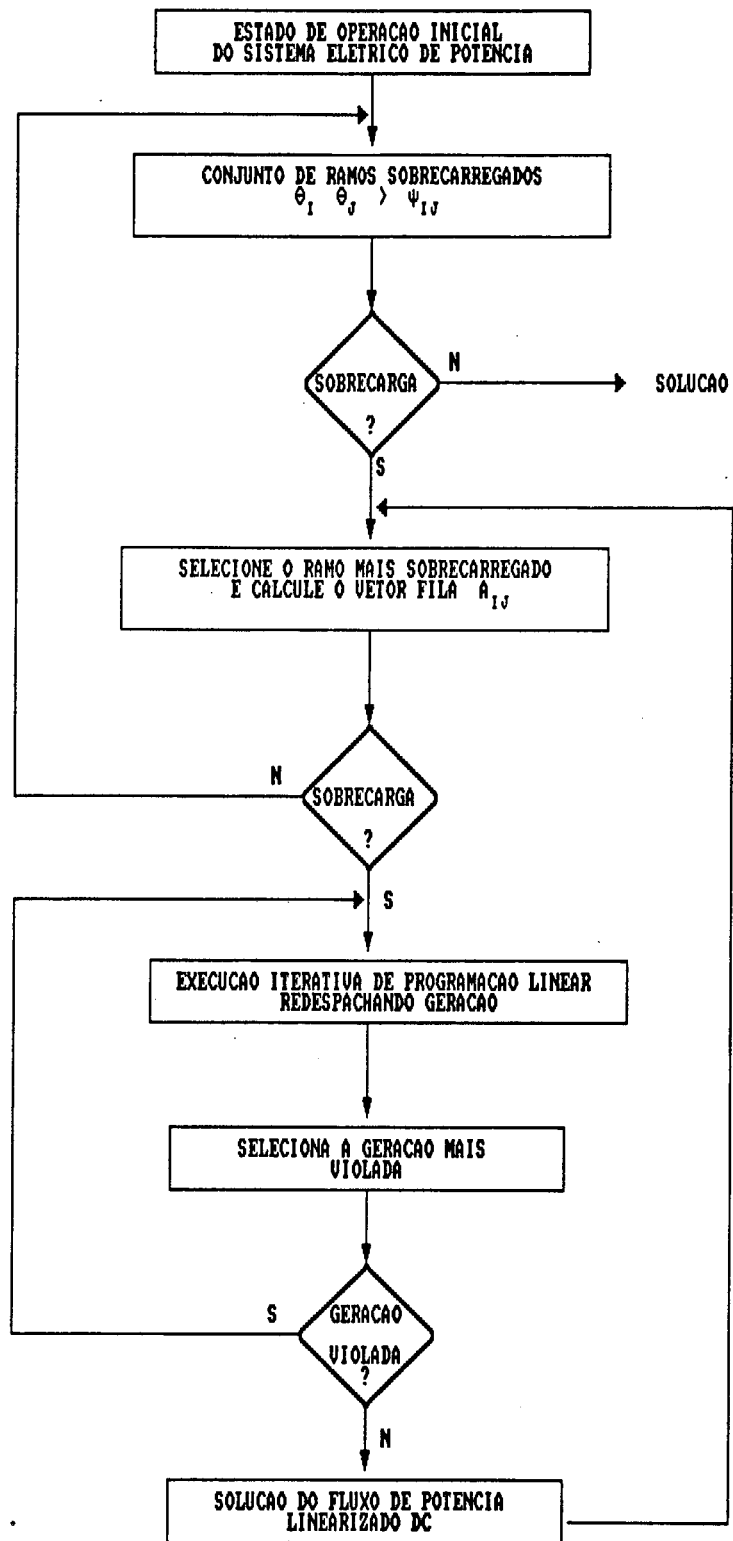 ESTADO DE OPERACAO INICIAL
DO SISTEMA ELETRICO DE POTENCIA
CONJUNTO DE RAMOS SOBRECARREGADOS
θ_I θ_J > ψ_IJ
SOBRECARGA
?
N
SOLUCAO
S
SELECIONE O RAMO MAIS SOBRECARREGADO
E CALCULE O VETOR FILA A_IJ
N
SOBRECARGA
?
S
EXECUCAO ITERATIVA DE PROGRAMACAO LINEAR
REDESPACHANDO GERACAO
SELECIONA A GERACAO MAIS
VIOLADA
S
GERACAO
VIOLADA
?
N
SOLUCAO DO FLUXO DE POTENCIA
LINEARIZADO DC